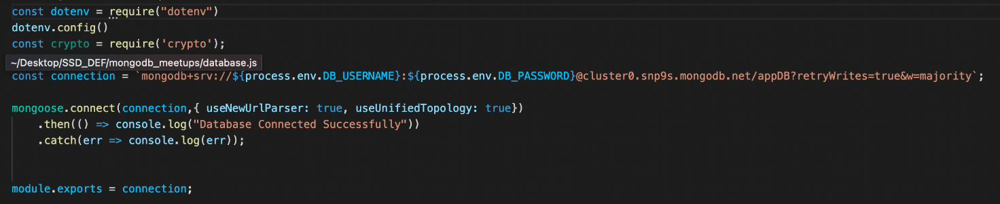 const dotenv = require("dotenv")
dotenv.config()
const crypto = require('crypto');
~/Desktop/SSD_DEF/mongodb_meetups/database.js
const connection = `mongodb+srv://${process.env.DB_USERNAME}:${process.env.DB_PASSWORD}@cluster0.snp9s.mongodb.net/appDB?retryWrites=true&w=majority`;
mongoose.connect(connection,{ useNewUrlParser: true, useUnifiedTopology: true})
.then(() => console.log("Database Connected Successfully"))
.catch(err => console.log(err));
module.exports = connection;